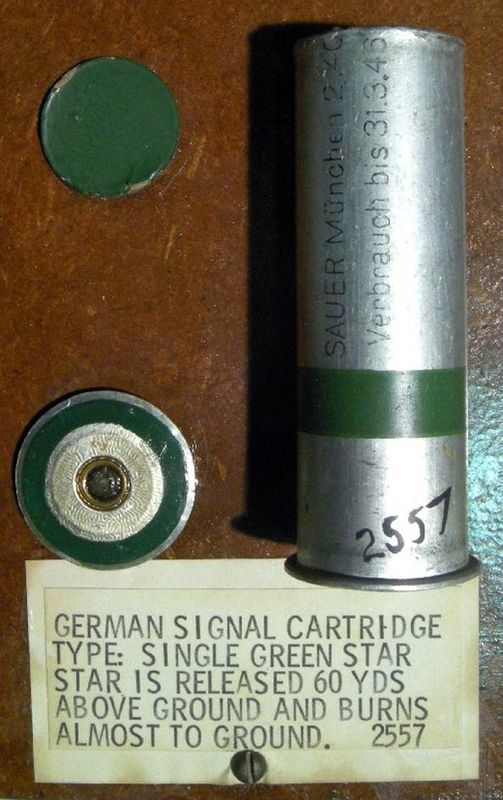 SAUER München 2.40
Verbrauch bis 31.3.46
2557
GERMAN SIGNAL CARTRIDGE
TYPE: SINGLE GREEN STAR
STAR IS RELEASED 60 YDS
ABOVE GROUND AND BURNS
ALMOST TO GROUND. 2557